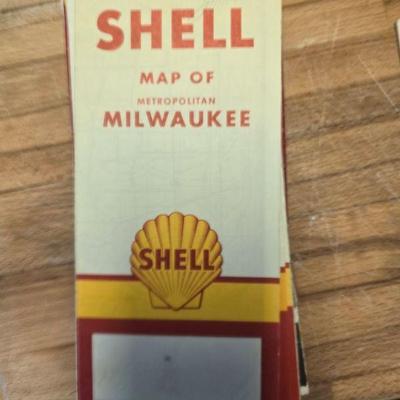 SHELL
MAP OF
METROPOLITAN
MILWAUKEE
SHELL